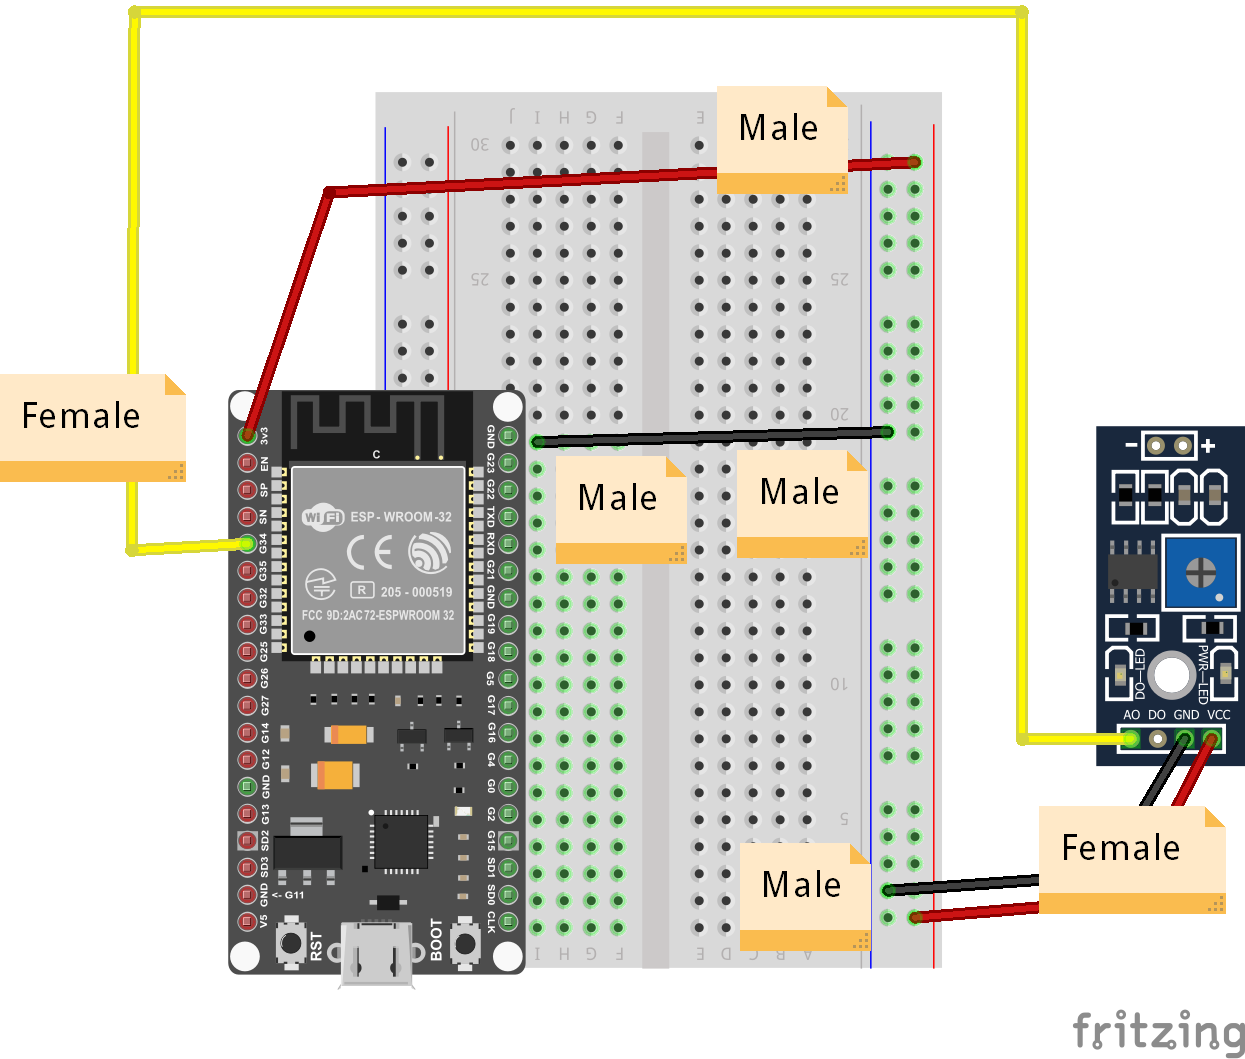 J I H G F E
30
Male
25 25
20
Female
3v3 GND
EN G23
SP G22
SN TXD
G34 RXD
G35 G21
G32 GND
G33 G19
G25 G18
G26 G5
G27 G17
G14 G16
G12 G4
GND G0
G13 G2
SD2 G15
SD3 SD1
GND SD0
V5 CLK
C
WiFi ESP - WROOM -32
CE
R 205 - 000519
FCC 9D:2AC72-ESPWROOM 32
<- G11
RST
BOOT
Male
Male
10
5
Male
I H G F E D C B A
- +
DO—LED
PWR—LED
AO DO GND VCC
Female
fritzing